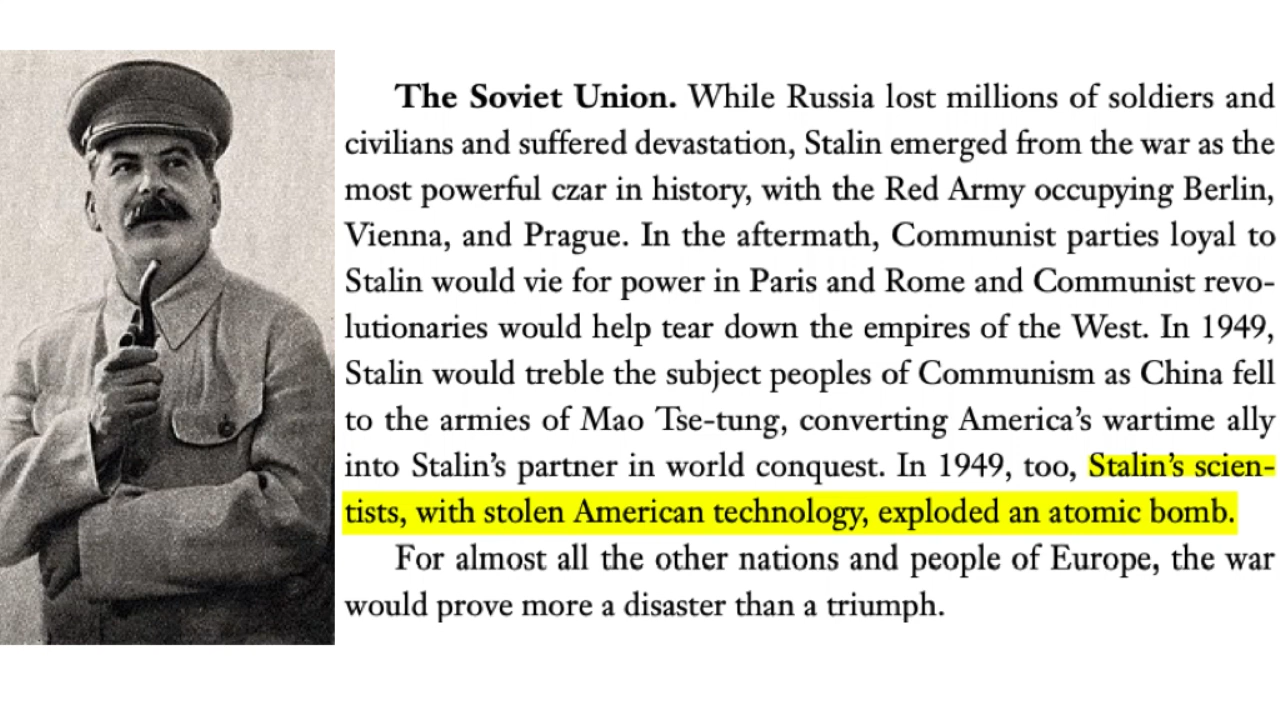 The Soviet Union. While Russia lost millions of soldiers and
civilians and suffered devastation, Stalin emerged from the war as the
most powerful czar in history, with the Red Army occupying Berlin,
Vienna, and Prague. In the aftermath, Communist parties loyal to
Stalin would vie for power in Paris and Rome and Communist revo-
lutionaries would help tear down the empires of the West. In 1949,
Stalin would treble the subject peoples of Communism as China fell
to the armies of Mao Tse-tung, converting America’s wartime ally
into Stalin’s partner in world conquest. In 1949, too, Stalin’s scien-
tists, with stolen American technology, exploded an atomic bomb.
For almost all the other nations and people of Europe, the war
would prove more a disaster than a triumph.